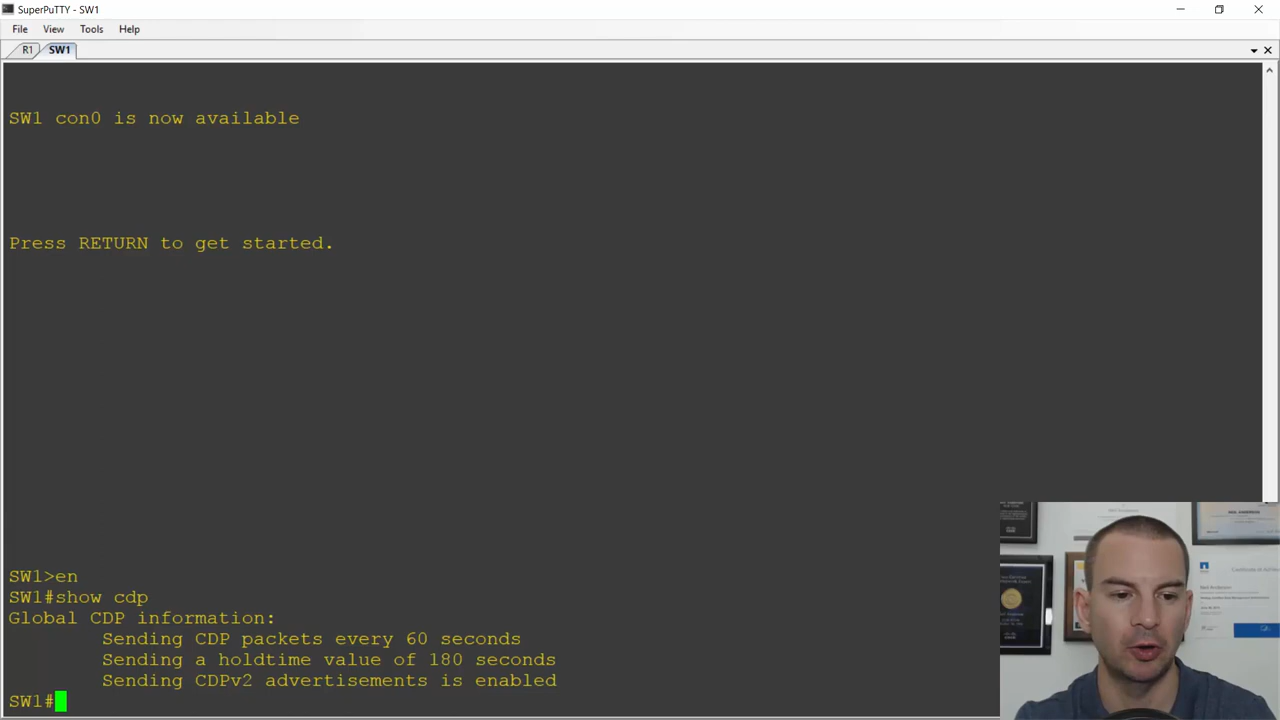 SuperPuTTY - SW1
File View Tools Help
R1 SW1
SW1 con0 is now available
Press RETURN to get started.
SW1>en
SW1#show cdp
Global CDP information:
Sending CDP packets every 60 seconds
Sending a holdtime value of 180 seconds
Sending CDPv2 advertisements is enabled
SW1#